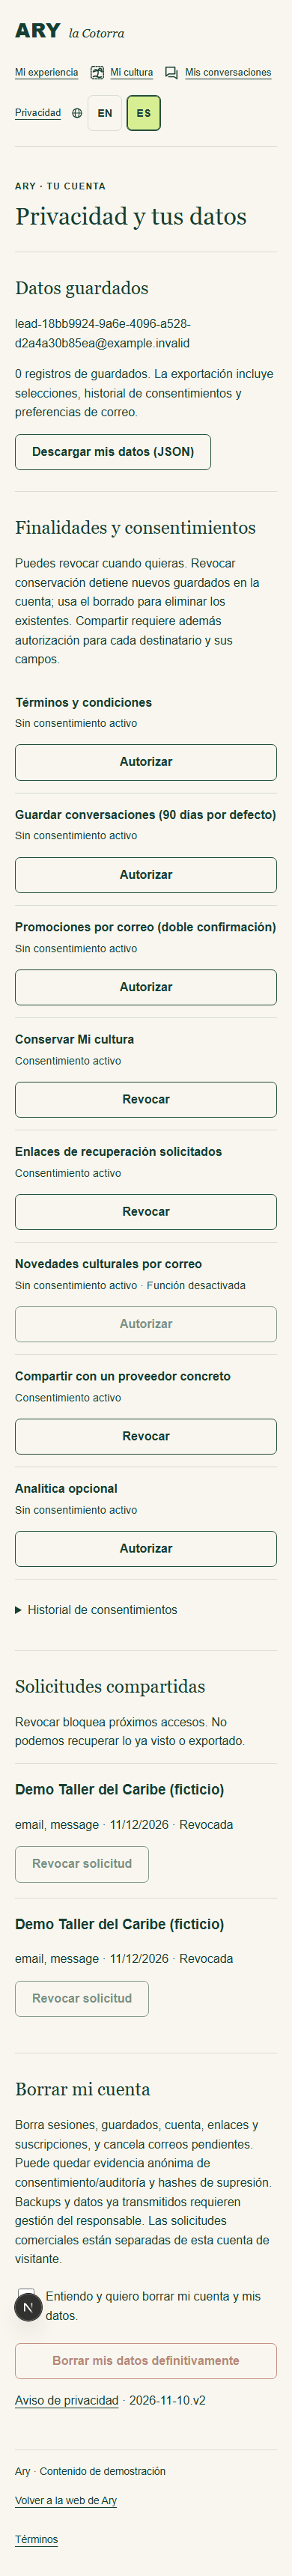 ARY la Cotorra
Mi experiencia
Mi cultura
Mis conversaciones
Privacidad
EN
ES
ARY · TU CUENTA
Privacidad y tus datos
Datos guardados
lead-18bb9924-9a6e-4096-a528-
d2a4a30b85ea@example.invalid
0 registros de guardados. La exportación incluye
selecciones, historial de consentimientos y
preferencias de correo.
Descargar mis datos (JSON)
Finalidades y consentimientos
Puedes revocar cuando quieras. Revocar
conservación detiene nuevos guardados en la
cuenta; usa el borrado para eliminar los
existentes. Compartir requiere además
autorización para cada destinatario y sus
campos.
Términos y condiciones
Sin consentimiento activo
Autorizar
Guardar conversaciones (90 dias por defecto)
Sin consentimiento activo
Autorizar
Promociones por correo (doble confirmación)
Sin consentimiento activo
Autorizar
Conservar Mi cultura
Consentimiento activo
Revocar
Enlaces de recuperación solicitados
Consentimiento activo
Revocar
Novedades culturales por correo
Sin consentimiento activo · Función desactivada
Autorizar
Compartir con un proveedor concreto
Consentimiento activo
Revocar
Analítica opcional
Sin consentimiento activo
Autorizar
Historial de consentimientos
Solicitudes compartidas
Revocar bloquea próximos accesos. No
podemos recuperar lo ya visto o exportado.
Demo Taller del Caribe (ficticio)
email, message · 11/12/2026 · Revocada
Revocar solicitud
Demo Taller del Caribe (ficticio)
email, message · 11/12/2026 · Revocada
Revocar solicitud
Borrar mi cuenta
Borra sesiones, guardados, cuenta, enlaces y
suscripciones, y cancela correos pendientes.
Puede quedar evidencia anónima de
consentimiento/auditoría y hashes de supresión.
Backups y datos ya transmitidos requieren
gestión del responsable. Las solicitudes
comerciales están separadas de esta cuenta de
visitante.
N
Entiendo y quiero borrar mi cuenta y mis
datos.
Borrar mis datos definitivamente
Aviso de privacidad · 2026-11-10.v2
Ary · Contenido de demostración
Volver a la web de Ary
Términos